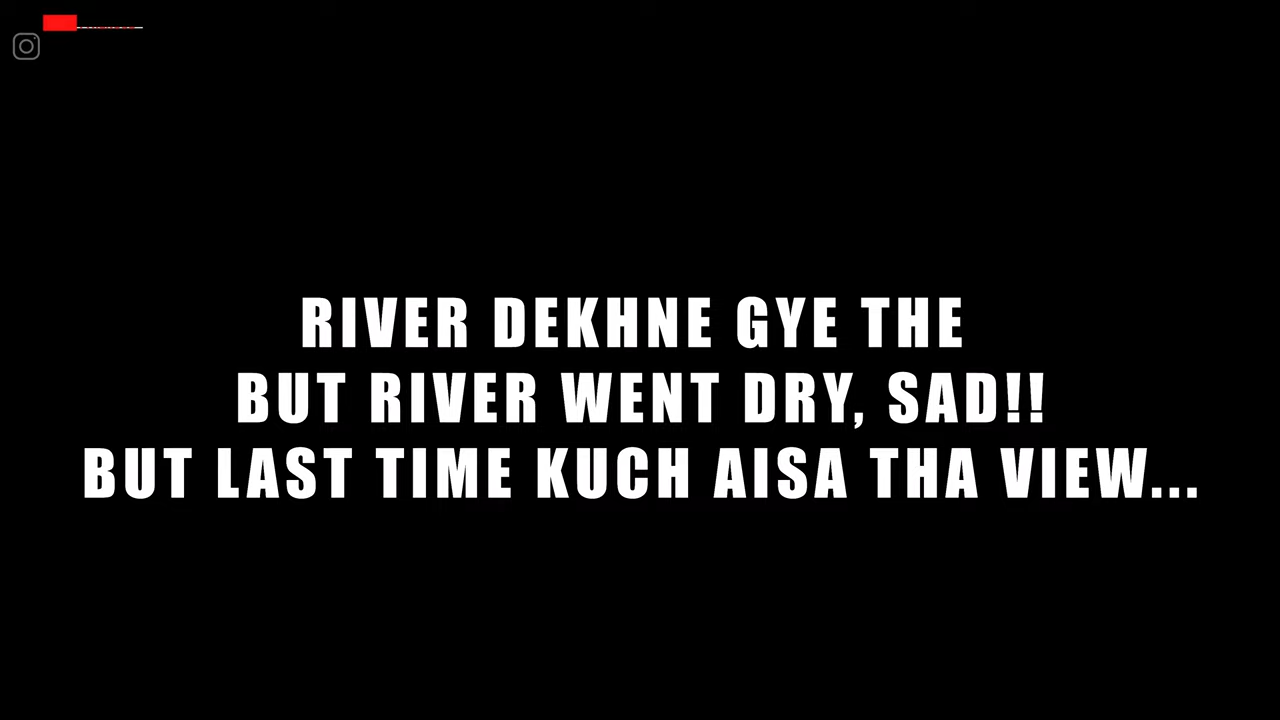 RIVER DEKHNE GYE THE
BUT RIVER WENT DRY, SAD!!
BUT LAST TIME KUCH AISA THA VIEW...